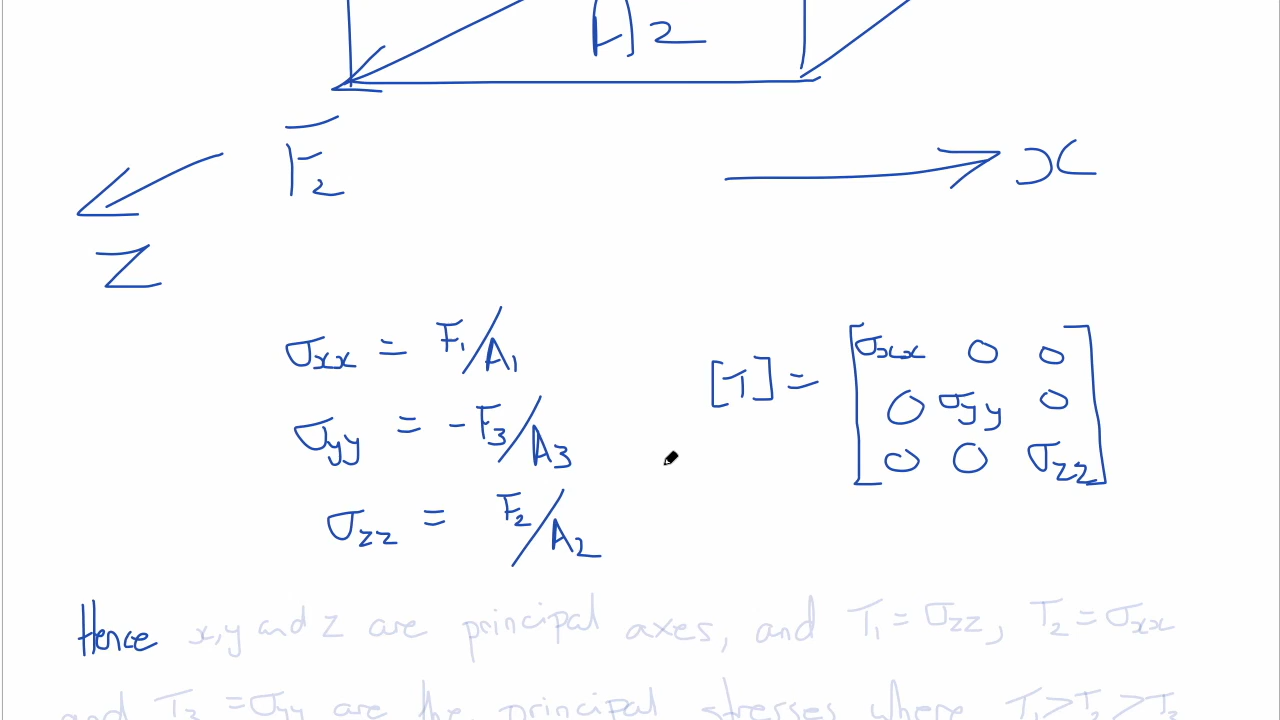 A2
F̅2
x
z
σxx = F1/A1
σyy = -F3/A3
σzz = F2/A2
[T] = [σxx 0 0
0 σyy 0
0 0 σzz]
Hence x, y and z are principal axes, and T1 = σzz, T2 = σxx
and T3 = σyy are the principal stresses where T1 > T2 > T3